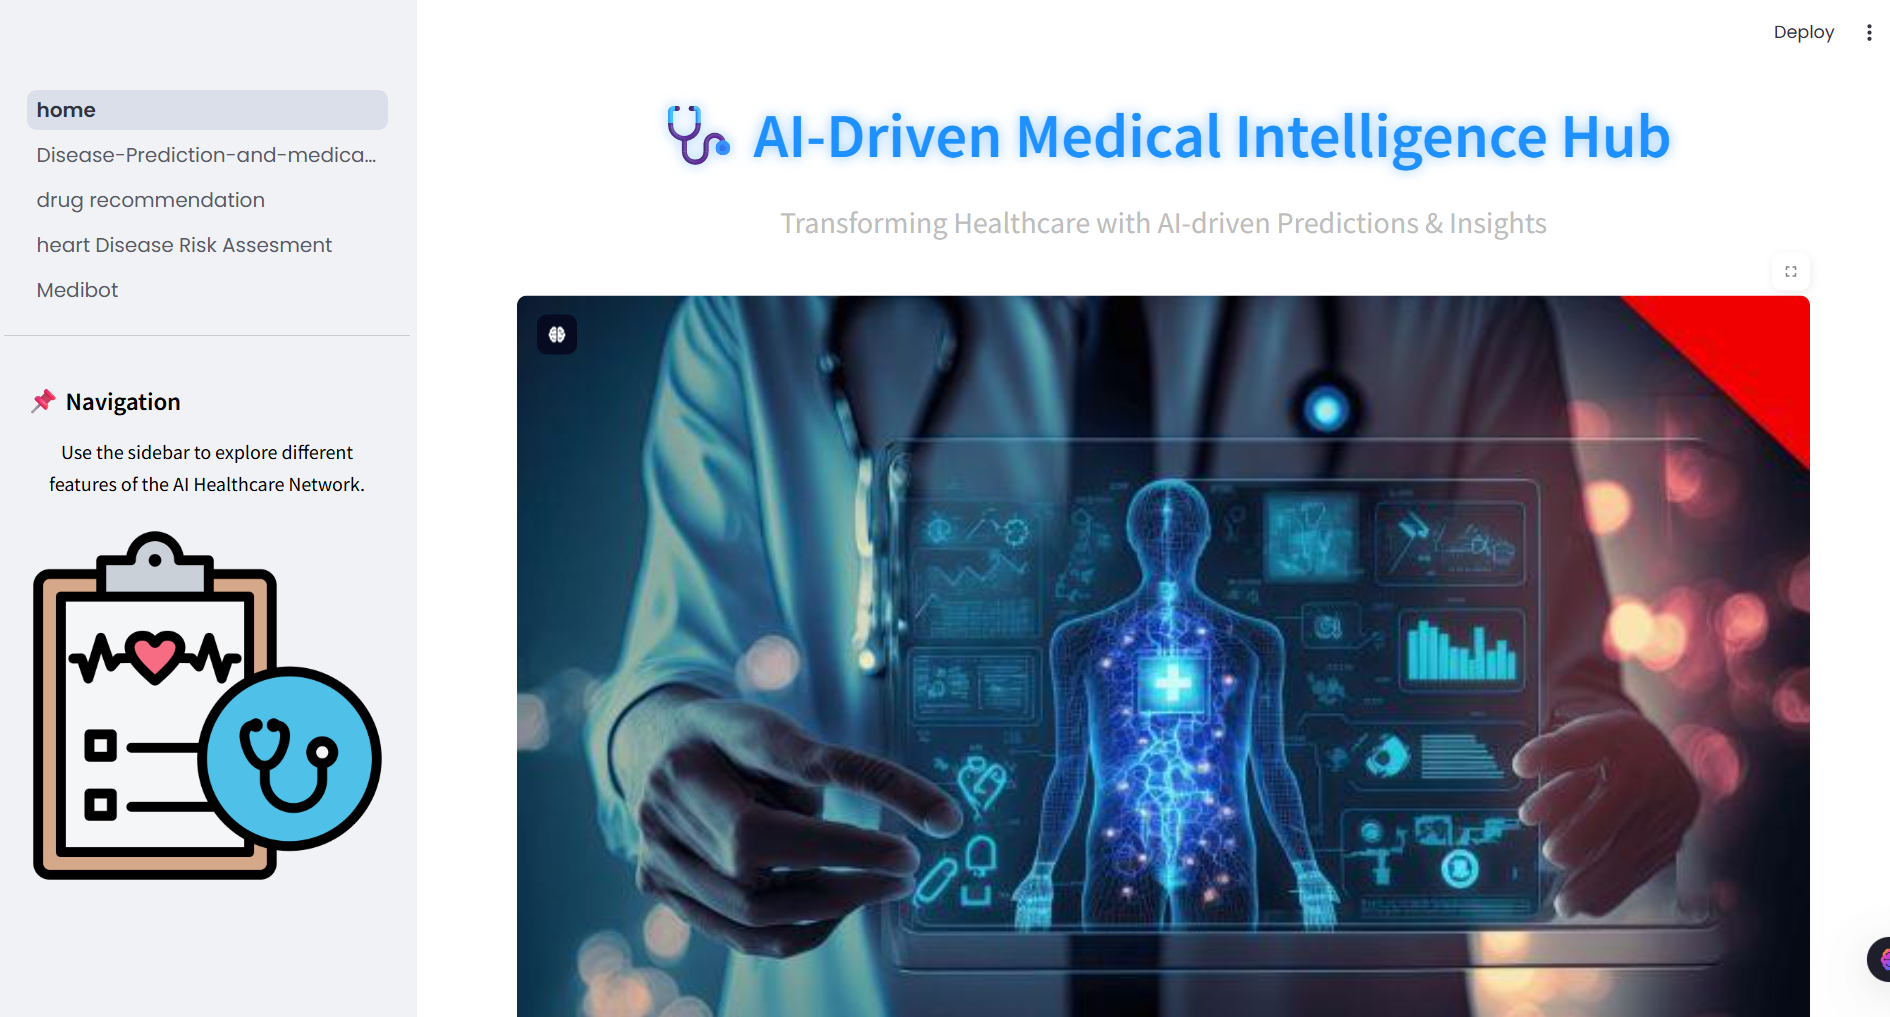 Deploy
home
Disease-Prediction-and-medica...
drug recommendation
heart Disease Risk Assesment
Medibot
Navigation
Use the sidebar to explore different
features of the AI Healthcare Network.
AI-Driven Medical Intelligence Hub
Transforming Healthcare with AI-driven Predictions & Insights